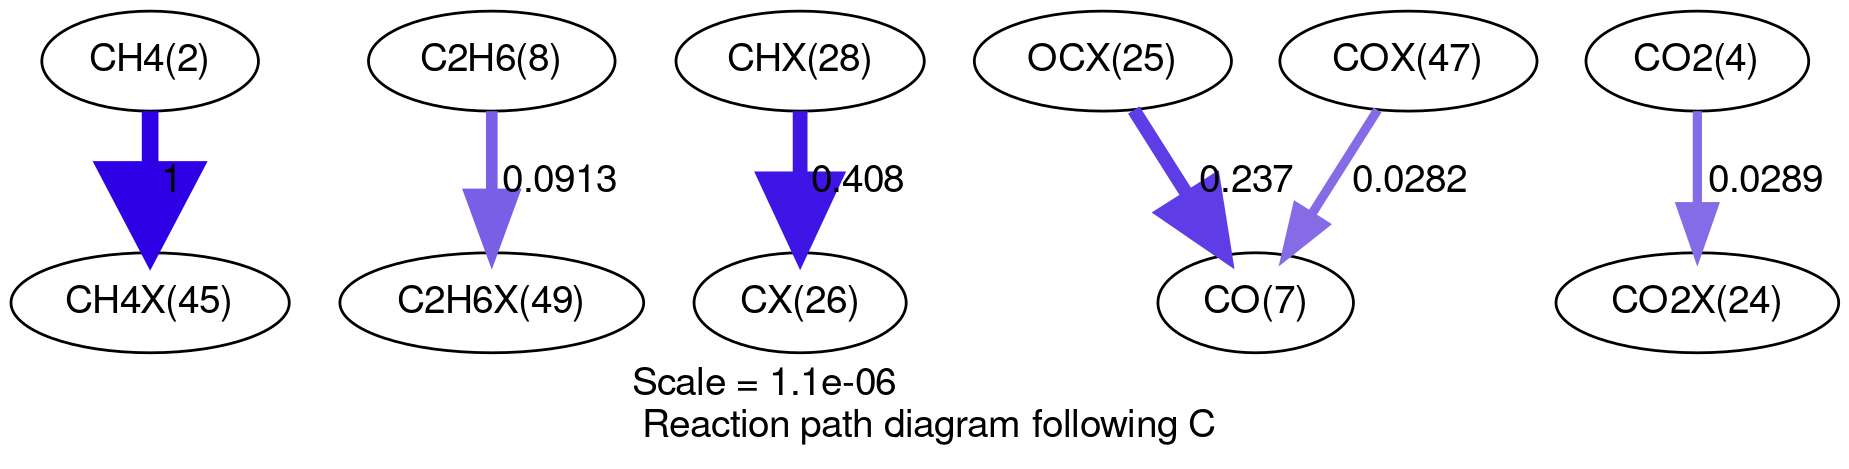 CH4(2)
C2H6(8)
CHX(28)
OCX(25)
COX(47)
CO2(4)
1
0.0913
0.408
0.237
0.0282
0.0289
CH4X(45)
C2H6X(49)
CX(26)
CO(7)
CO2X(24)
Scale = 1.1e-06
Reaction path diagram following C